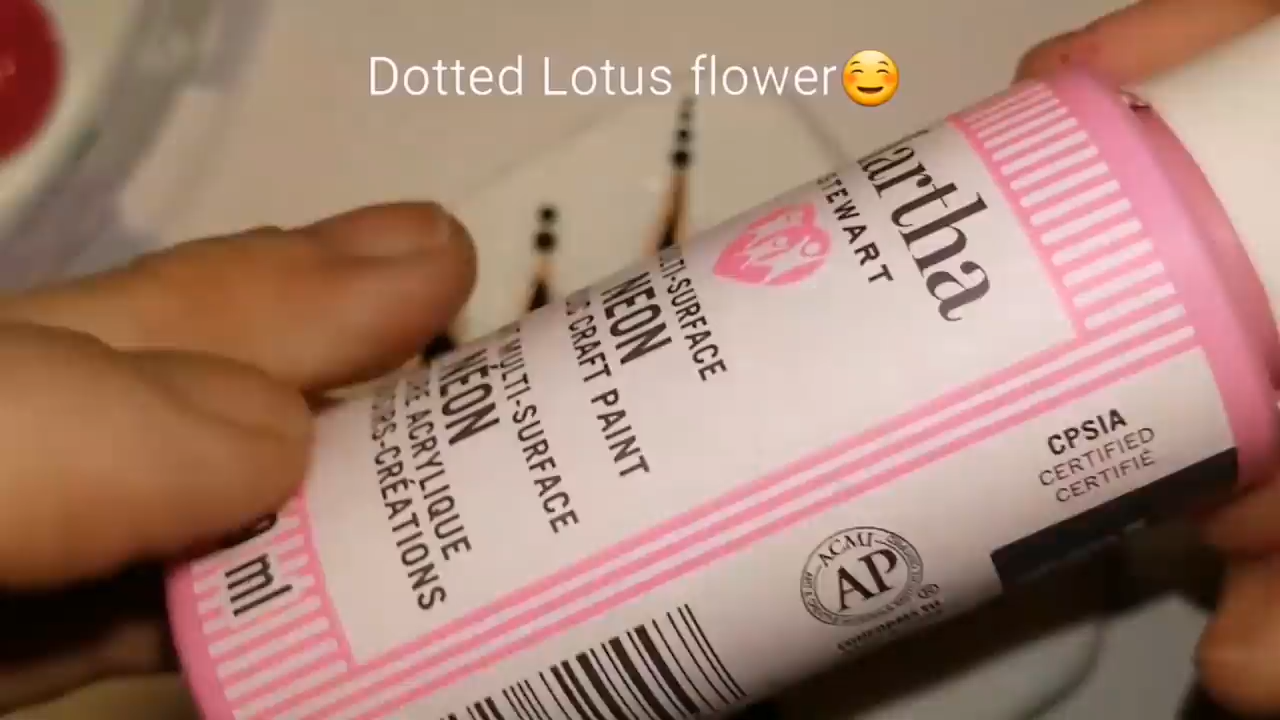 Dotted Lotus flower😊
artha
STEWART
MULTI-SURFACE
NEON
CRAFT PAINT
MULTI-SURFACE
NÉON
ACRYLIQUE
CRÉATIONS
ml
CPSIA
CERTIFIED
CERTIFIÉ
ACMI
AP